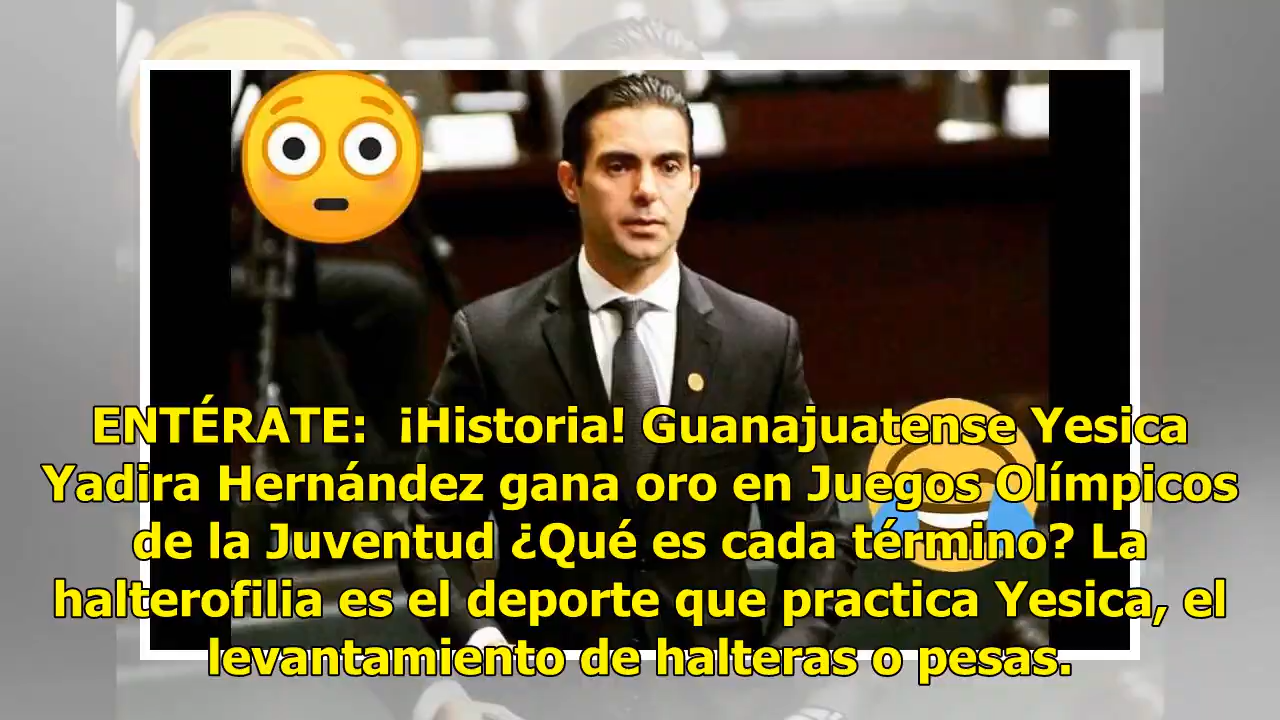 ENTÉRATE: ¡Historia! Guanajuatense Yesica
Yadira Hernández gana oro en Juegos Olímpicos
de la Juventud ¿Qué es cada término? La
halterofilia es el deporte que practica Yesica, el
levantamiento de halteras o pesas.